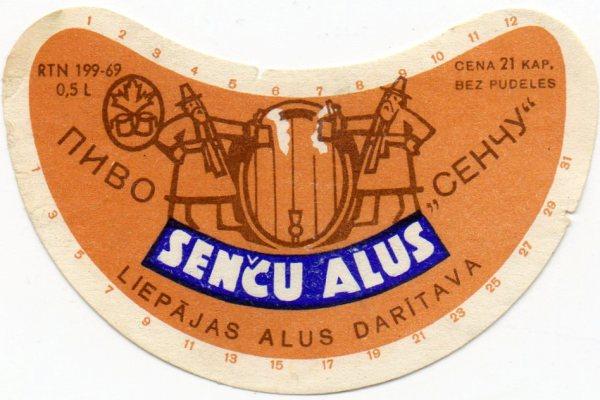 1 2 3 4 5 6 7 8 9 10 11 12
RTN 199-69
0,5 L
CENA 21 KAP.
BEZ PUDELES
ПИВО „СЕНЧУ“
SENČU ALUS
LIEPĀJAS ALUS DARĪTAVA
1 3 5 7 9 11 13 15 17 19 21 23 25 27 29 31